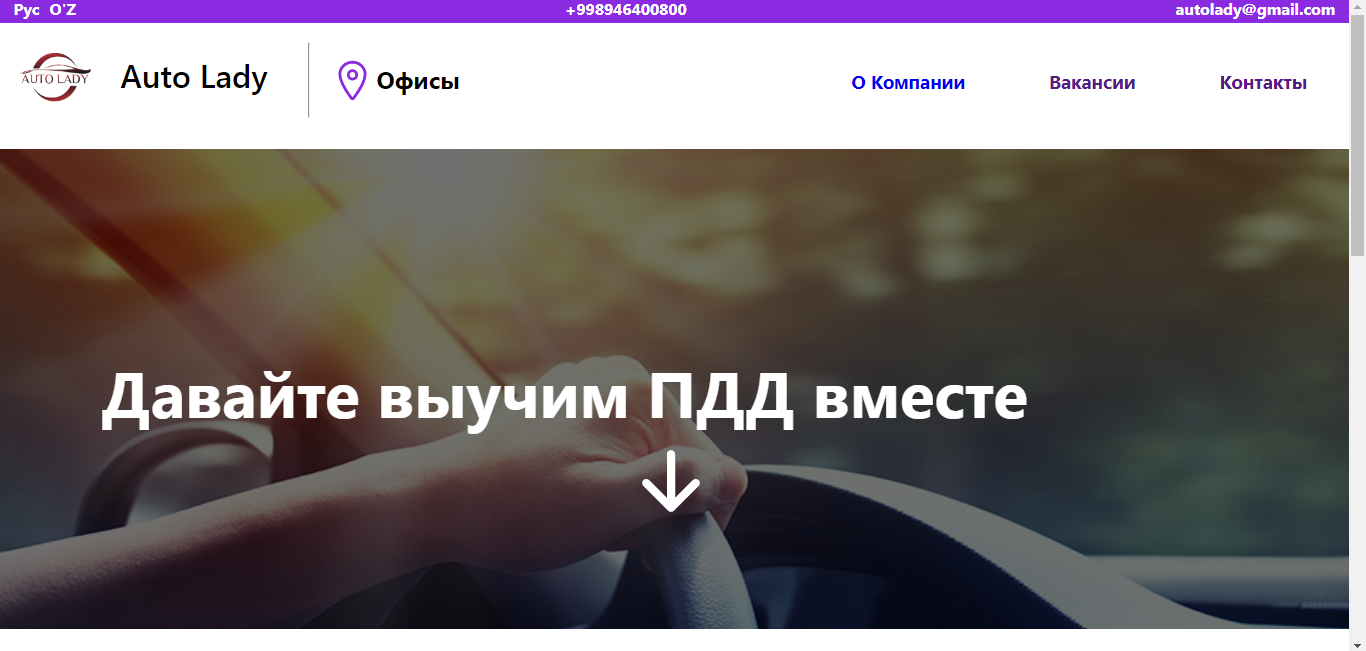 Рус O'Z +998946400800 autolady@gmail.com
AUTO LADY Auto Lady Офисы О Компании Вакансии Контакты
Давайте выучим ПДД вместе